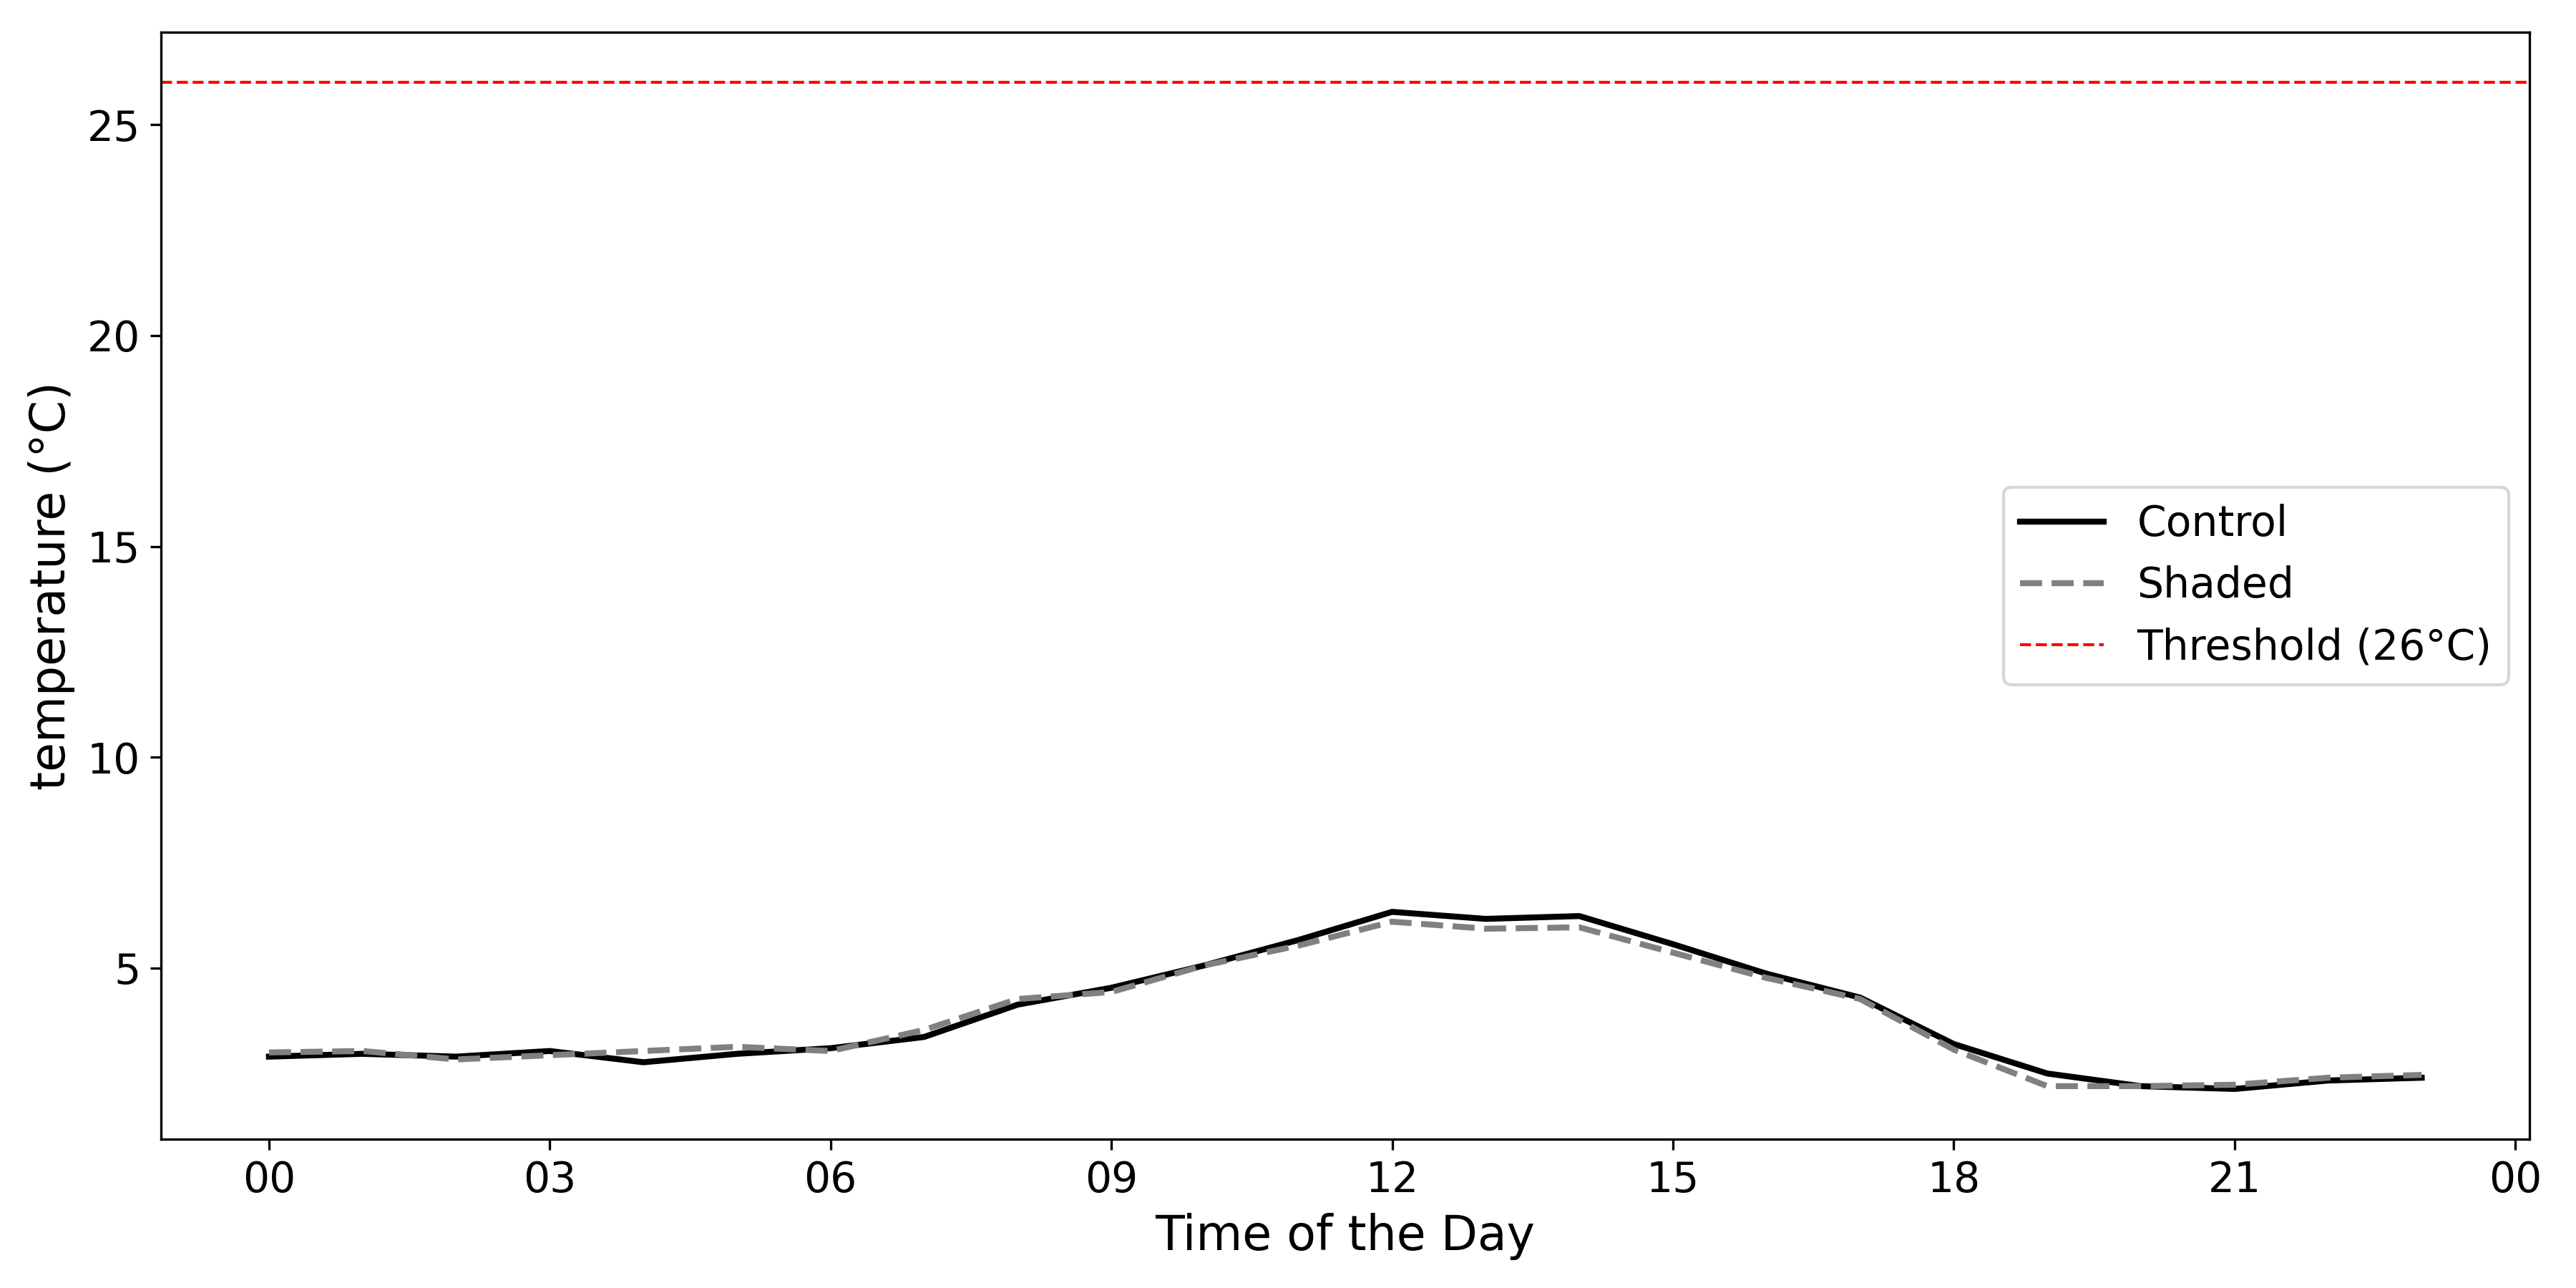 25
20
15
10
5
temperature (°C)
Control
Shaded
Threshold (26°C)
00 03 06 09 12 15 18 21 00
Time of the Day